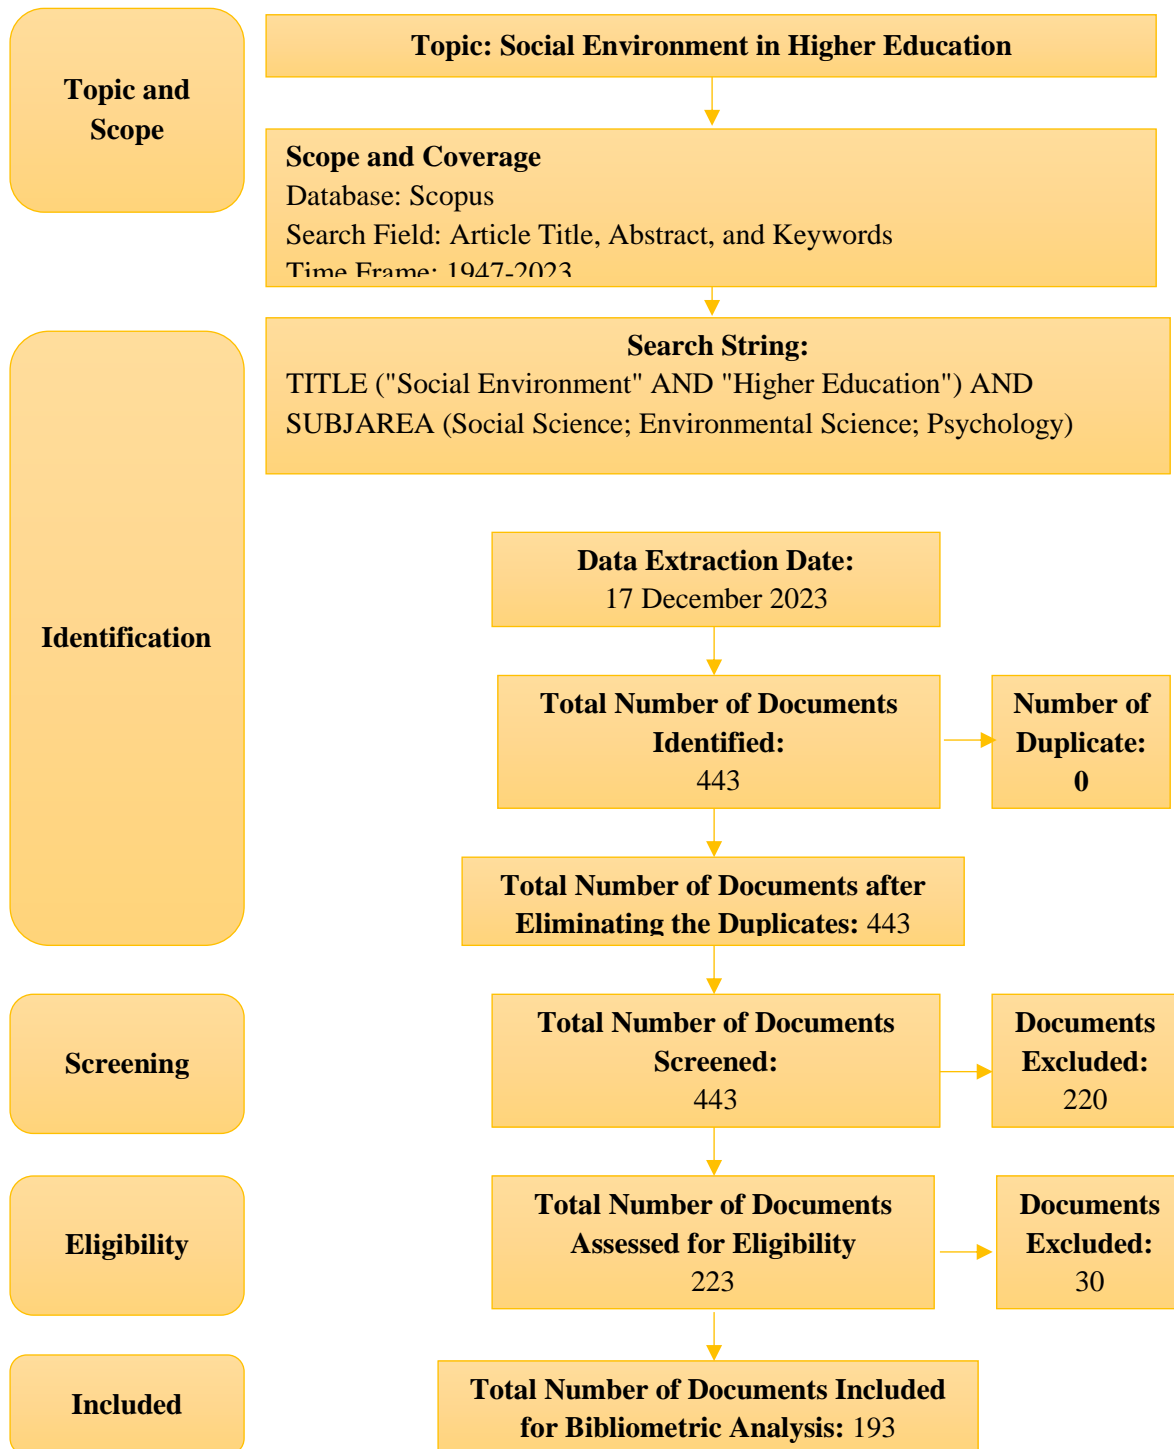 Topic and
Scope
Topic: Social Environment in Higher Education
Scope and Coverage
Database: Scopus
Search Field: Article Title, Abstract, and Keywords
Time Frame: 1947-2023
Identification
Search String:
TITLE ("Social Environment" AND "Higher Education") AND
SUBJAREA (Social Science; Environmental Science; Psychology)
Data Extraction Date:
17 December 2023
Total Number of Documents
Identified:
443
Number of
Duplicate:
0
Total Number of Documents after
Eliminating the Duplicates: 443
Screening
Total Number of Documents
Screened:
443
Documents
Excluded:
220
Eligibility
Total Number of Documents
Assessed for Eligibility
223
Documents
Excluded:
30
Included
Total Number of Documents Included
for Bibliometric Analysis: 193